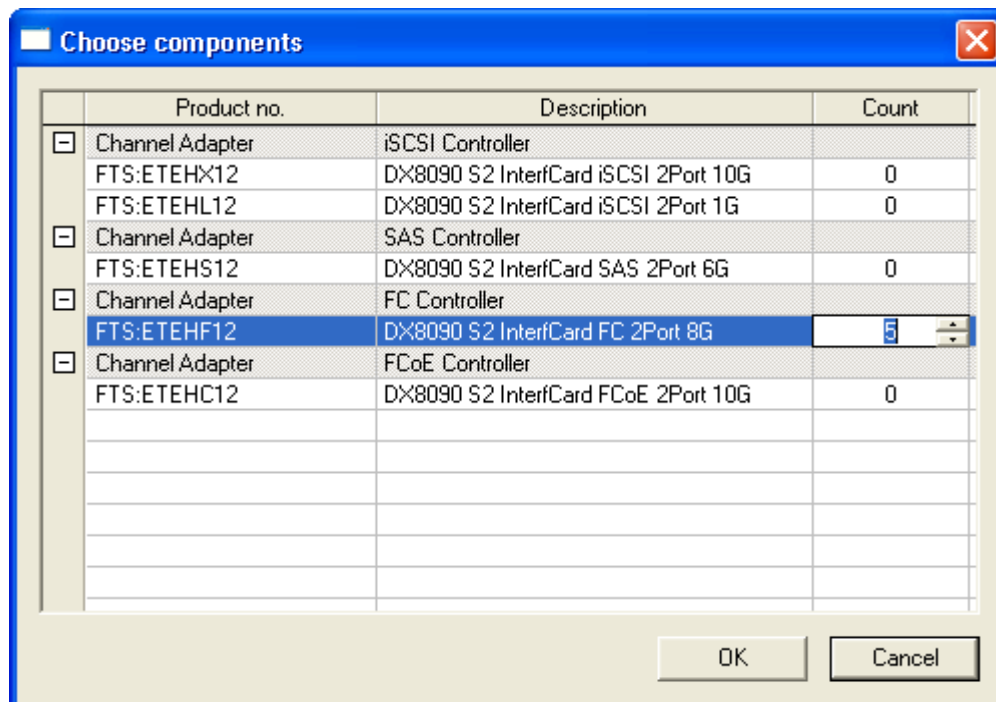 Choose components
Product no. Description Count
Channel Adapter iSCSI Controller
FTS:ETEHX12 DX8090 S2 InterfCard iSCSI 2Port 10G 0
FTS:ETEHL12 DX8090 S2 InterfCard iSCSI 2Port 1G 0
Channel Adapter SAS Controller
FTS:ETEHS12 DX8090 S2 InterfCard SAS 2Port 6G 0
Channel Adapter FC Controller
FTS:ETEHF12 DX8090 S2 InterfCard FC 2Port 8G 5
Channel Adapter FCoE Controller
FTS:ETEHC12 DX8090 S2 InterfCard FCoE 2Port 10G 0
OK Cancel